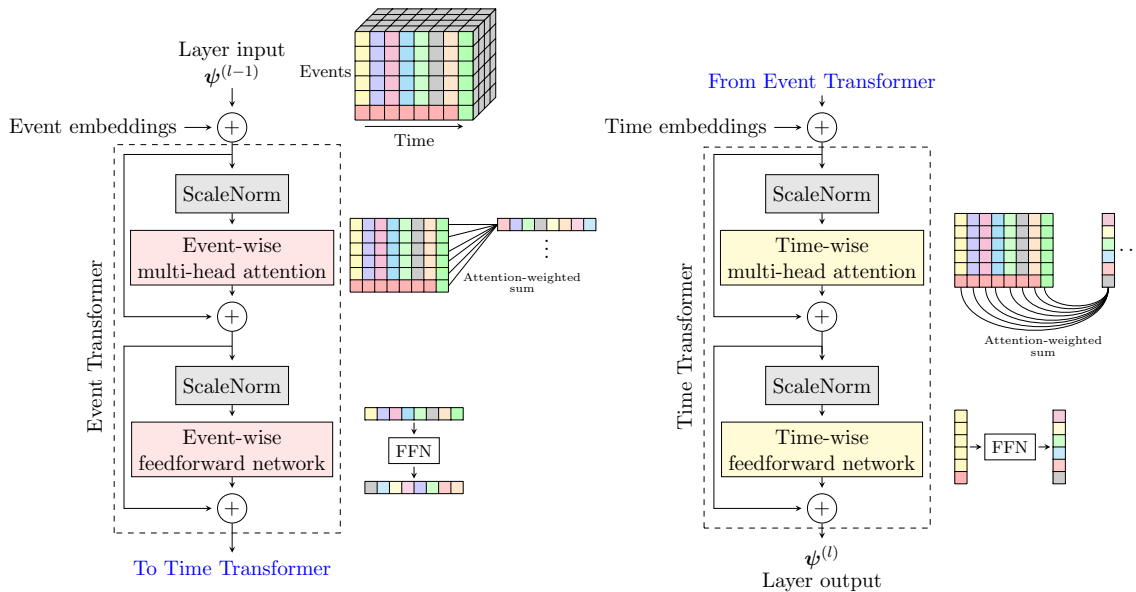 Layer input
ψ^(l−1)
Events
Time
Event embeddings
+
ScaleNorm
Event-wise
multi-head attention
+
ScaleNorm
Event-wise
feedforward network
+
Event Transformer
To Time Transformer
⋮
Attention-weighted
sum
FFN
From Event Transformer
Time embeddings
+
ScaleNorm
Time-wise
multi-head attention
+
ScaleNorm
Time-wise
feedforward network
+
Time Transformer
ψ^(l)
Layer output
. .
Attention-weighted
sum
FFN